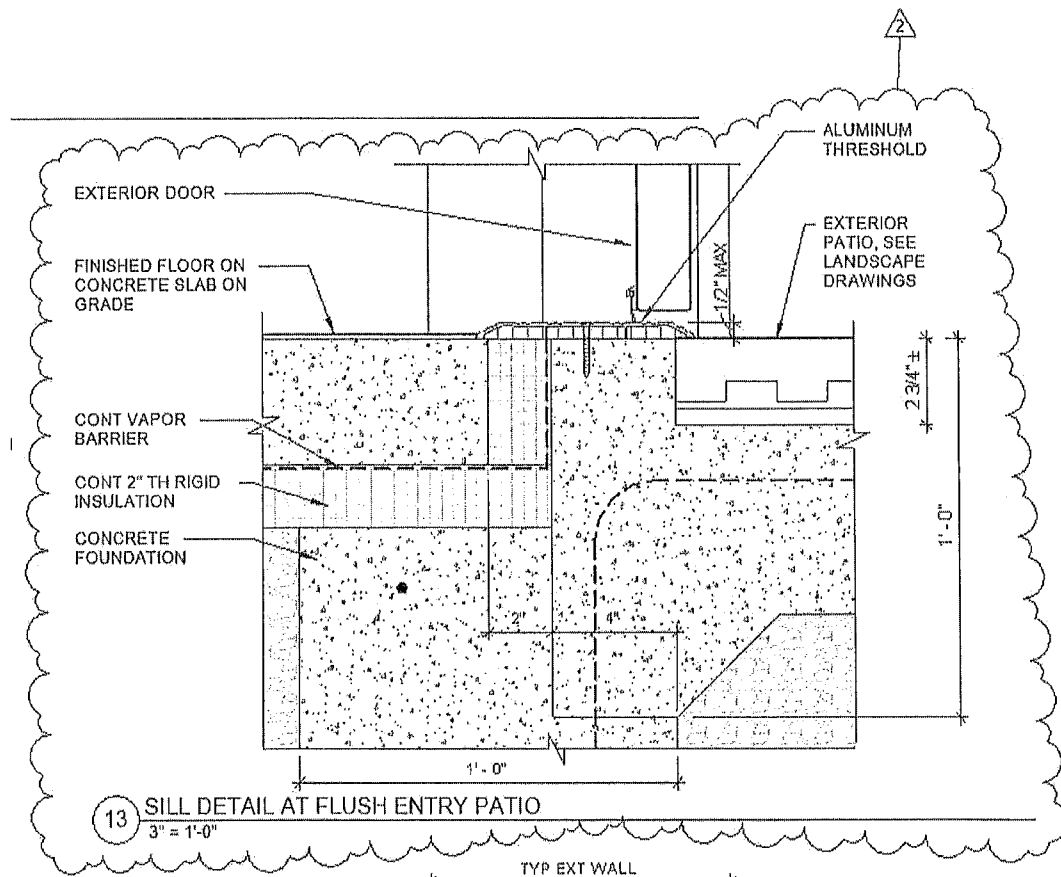 2
ALUMINUM
THRESHOLD
EXTERIOR DOOR
EXTERIOR
PATIO, SEE
LANDSCAPE
DRAWINGS
FINISHED FLOOR ON
CONCRETE SLAB ON
GRADE
1/2" MAX
2 3/4" ±
CONT VAPOR
BARRIER
CONT 2" TH RIGID
INSULATION
CONCRETE
FOUNDATION
1'- 0"
2"
4"
1'- 0"
13 SILL DETAIL AT FLUSH ENTRY PATIO
3" = 1'-0"
TYP EXT WALL